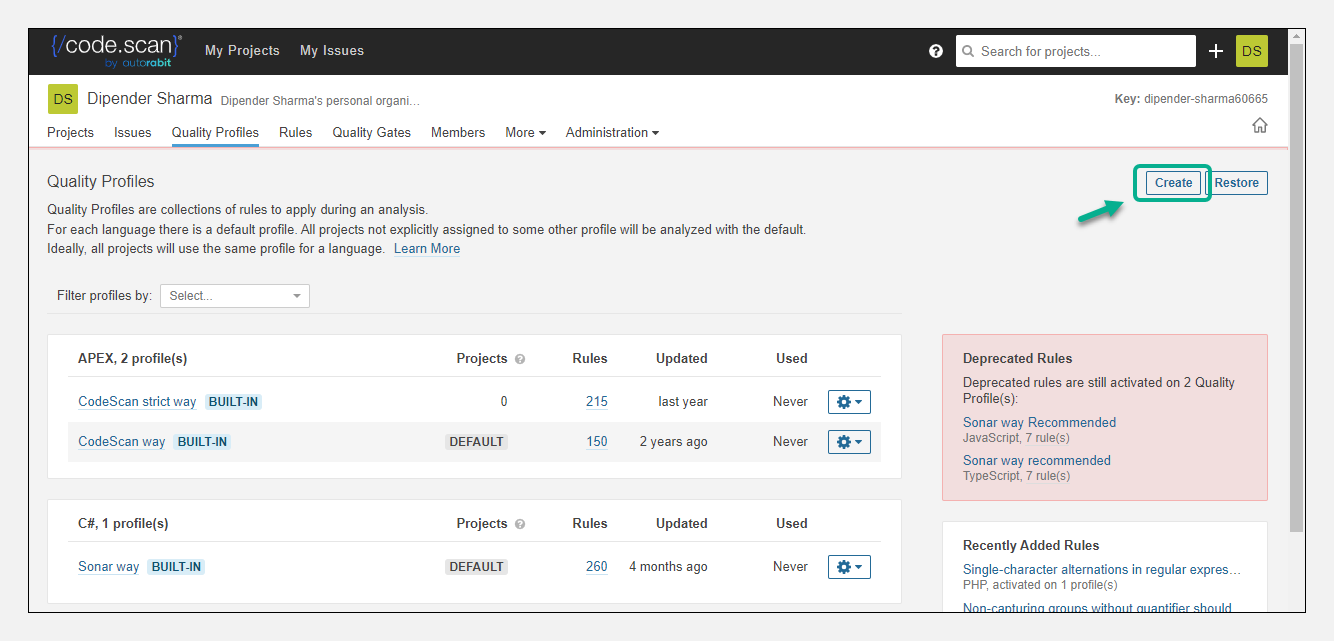 {/code.scan}®
by autorabit
My Projects My Issues
?
Search for projects...
+
DS
DS Dipender Sharma Dipender Sharma's personal organi...
Key: dipender-sharma60665
Projects Issues Quality Profiles Rules Quality Gates Members More Administration
Quality Profiles
Create Restore
Quality Profiles are collections of rules to apply during an analysis.
For each language there is a default profile. All projects not explicitly assigned to some other profile will be analyzed with the default.
Ideally, all projects will use the same profile for a language. Learn More
Filter profiles by: Select...
APEX, 2 profile(s) Projects ? Rules Updated Used
CodeScan strict way BUILT-IN 0 215 last year Never
CodeScan way BUILT-IN DEFAULT 150 2 years ago Never
C#, 1 profile(s) Projects ? Rules Updated Used
Sonar way BUILT-IN DEFAULT 260 4 months ago Never
Deprecated Rules
Deprecated rules are still activated on 2 Quality
Profile(s):
Sonar way Recommended
JavaScript, 7 rule(s)
Sonar way recommended
TypeScript, 7 rule(s)
Recently Added Rules
Single-character alternations in regular expres...
PHP, activated on 1 profile(s)
Non-capturing groups without quantifier should